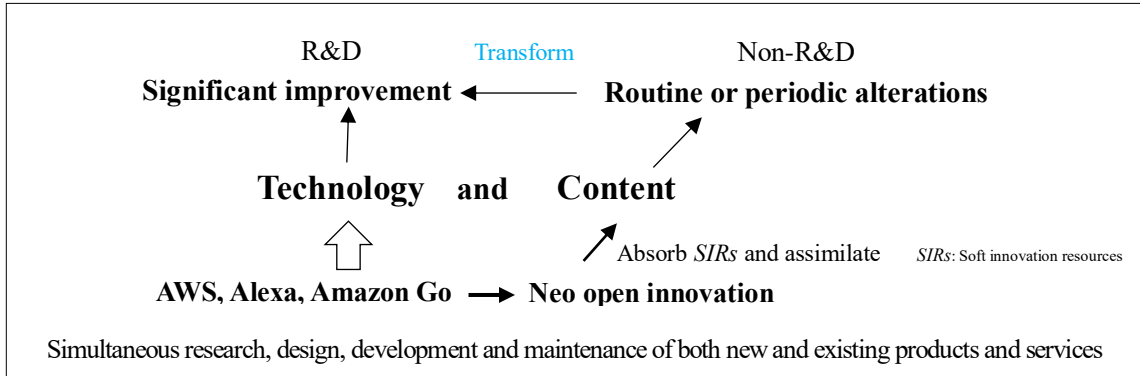 R&D Transform Non-R&D
Significant improvement Routine or periodic alterations
Technology and Content
Absorb SIRs and assimilate SIRs: Soft innovation resources
AWS, Alexa, Amazon Go Neo open innovation
Simultaneous research, design, development and maintenance of both new and existing products and services